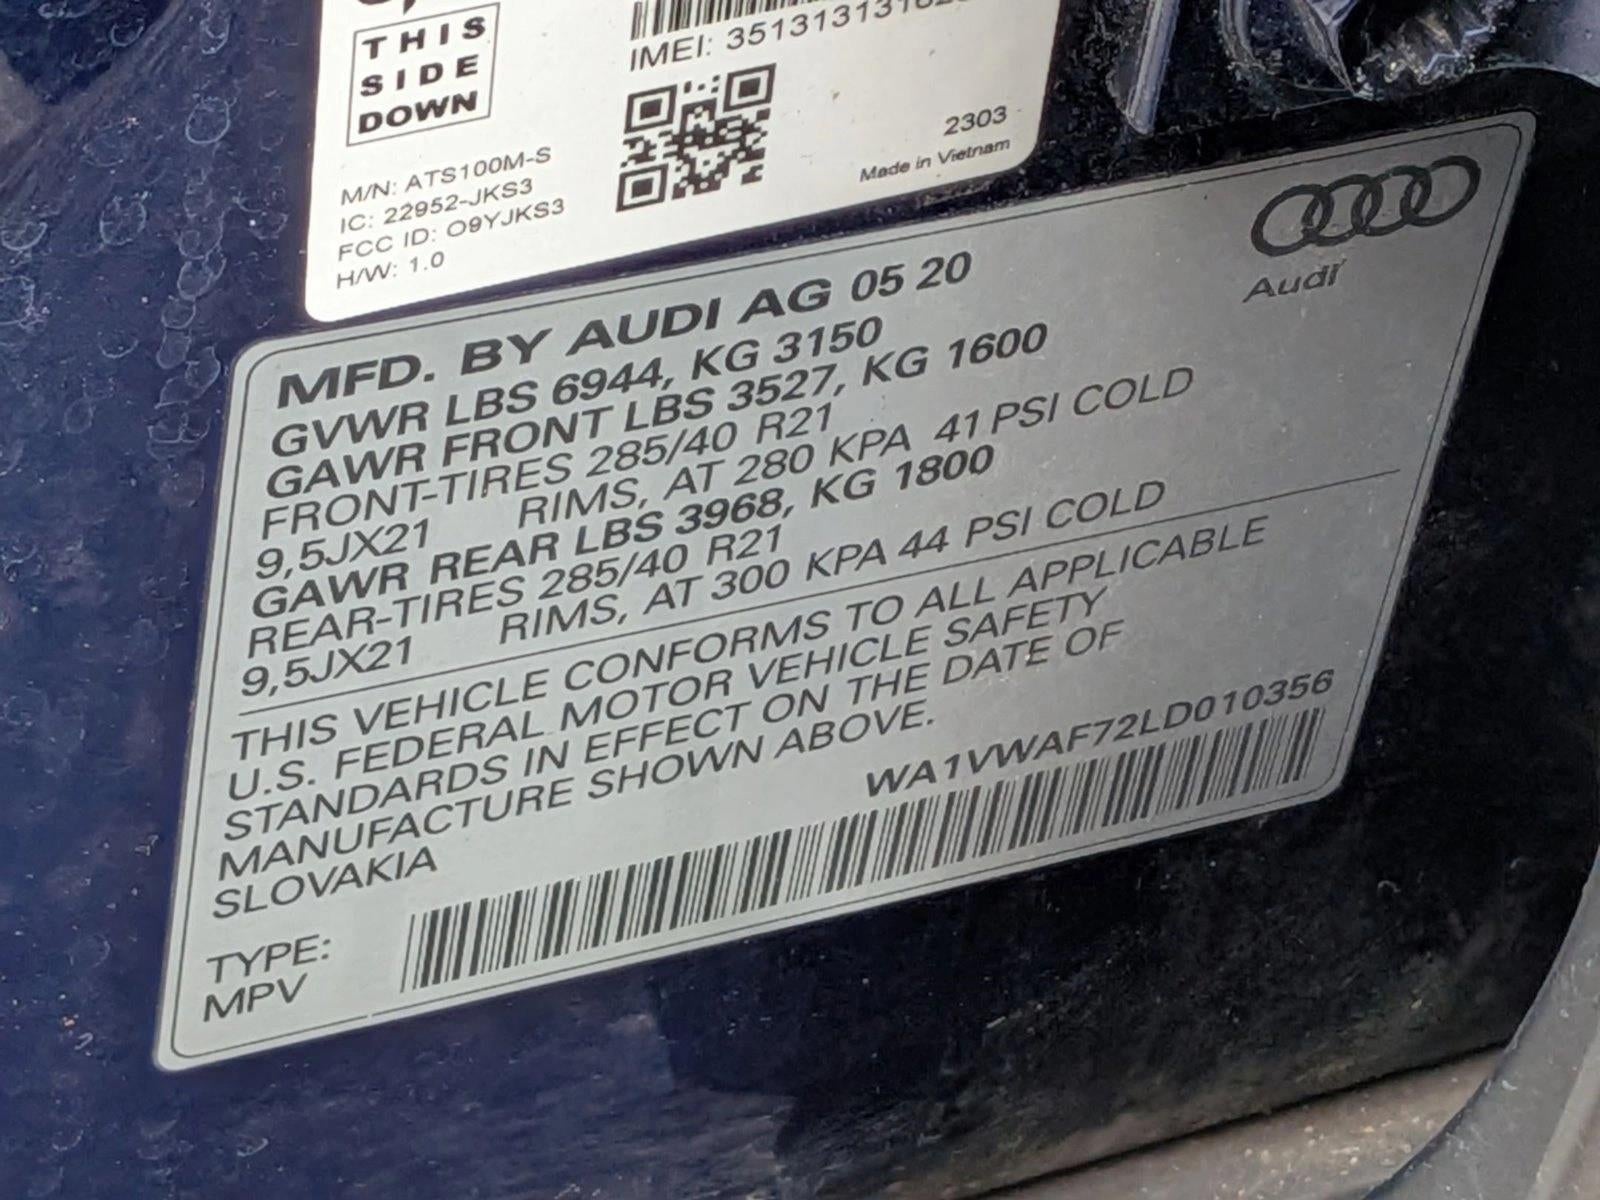 THIS
SIDE
DOWN
M/N: ATS100M-S
IC: 22952-JKS3
FCC ID: O9YJKS3
H/W: 1.0
IMEI:
2303
Made in Vietnam
Audi
MFD. BY AUDI AG 05 20
GVWR LBS 6944, KG 3150
GAWR FRONT LBS 3527, KG 1600
FRONT-TIRES 285/40 R21
9,5JX21 RIMS, AT 280 KPA 41 PSI COLD
GAWR REAR LBS 3968, KG 1800
REAR-TIRES 285/40 R21
9,5JX21 RIMS, AT 300 KPA 44 PSI COLD
THIS VEHICLE CONFORMS TO ALL APPLICABLE
U.S. FEDERAL MOTOR VEHICLE SAFETY
STANDARDS IN EFFECT ON THE DATE OF
MANUFACTURE SHOWN ABOVE.
SLOVAKIA
WA1VWAF72LD010356
TYPE:
MPV